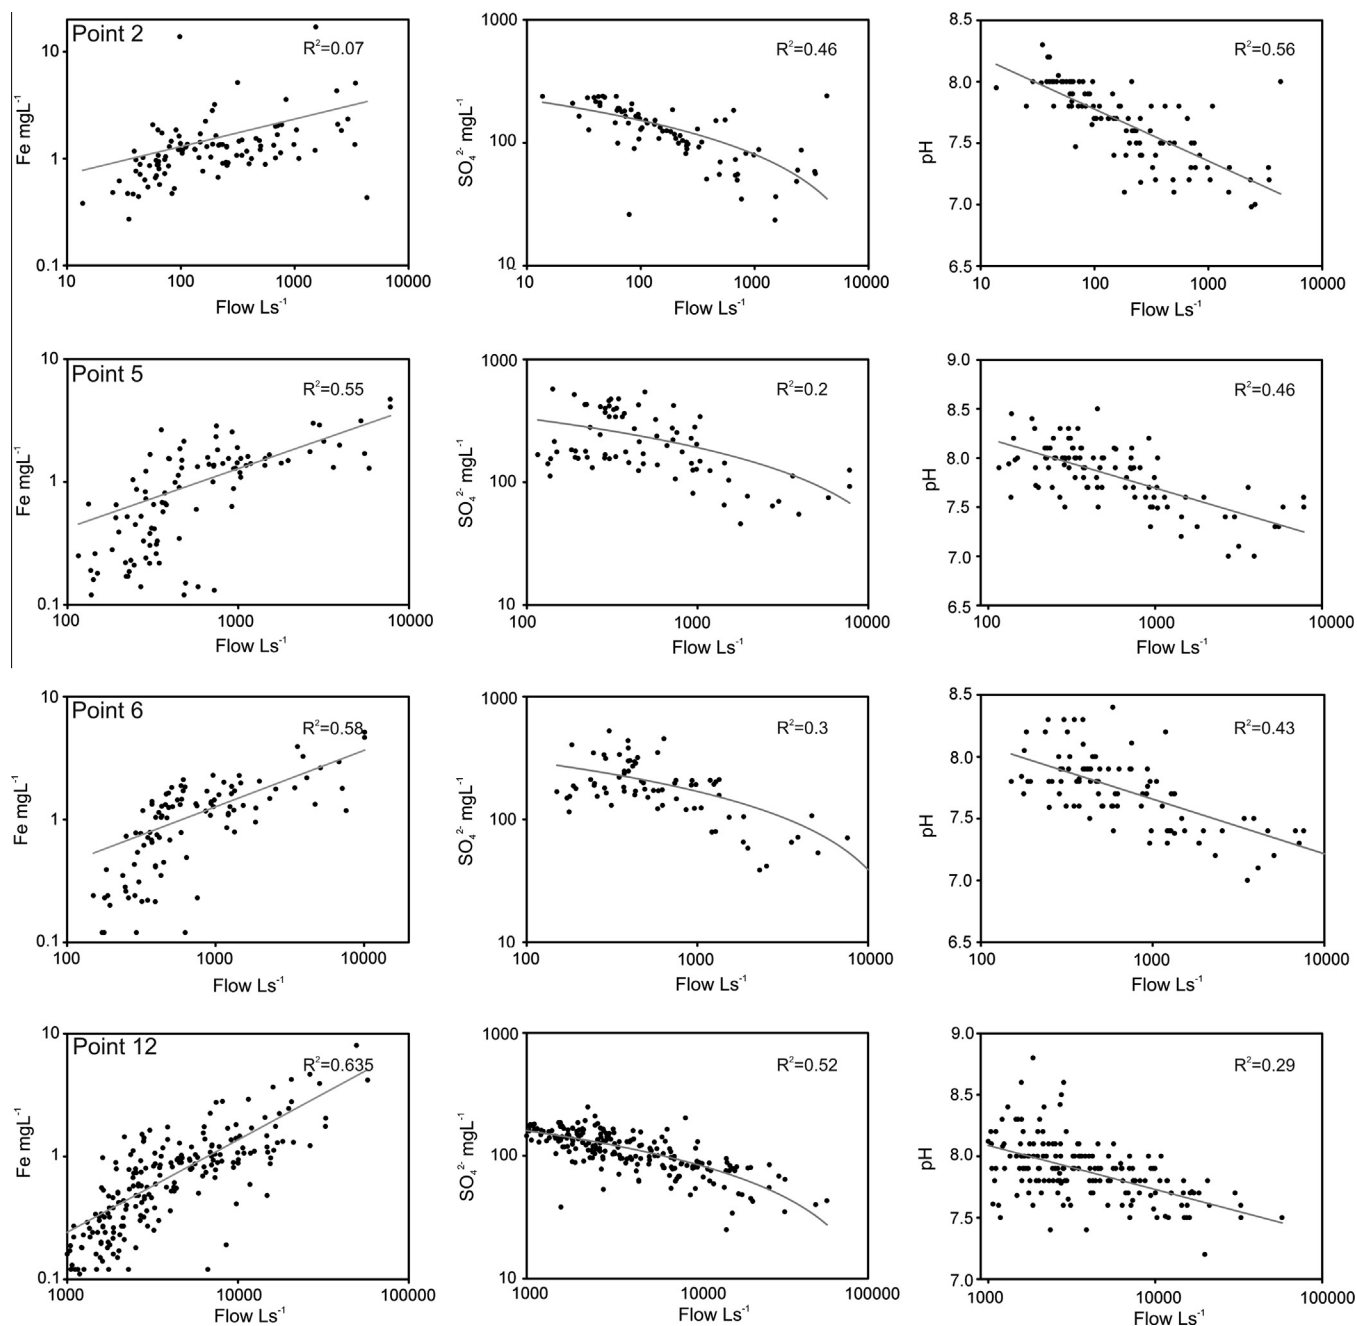 Point 2
R²=0.07
10
1
0.1
Fe mgL⁻¹
10 100 1000 10000
Flow Ls⁻¹
R²=0.46
1000
100
10
SO₄²⁻ mgL⁻¹
10 100 1000 10000
Flow Ls⁻¹
R²=0.56
8.5
8.0
7.5
7.0
6.5
pH
10 100 1000 10000
Flow Ls⁻¹
Point 5
R²=0.55
10
1
0.1
Fe mgL⁻¹
100 1000 10000
Flow Ls⁻¹
R²=0.2
1000
100
10
SO₄²⁻ mgL⁻¹
100 1000 10000
Flow Ls⁻¹
R²=0.46
9.0
8.5
8.0
7.5
7.0
6.5
pH
100 1000 10000
Flow Ls⁻¹
Point 6
R²=0.58
10
1
0.1
Fe mgL⁻¹
100 1000 10000
Flow Ls⁻¹
R²=0.3
1000
100
10
SO₄²⁻ mgL⁻¹
100 1000 10000
Flow Ls⁻¹
R²=0.43
8.5
8.0
7.5
7.0
6.5
pH
100 1000 10000
Flow Ls⁻¹
Point 12
R²=0.635
10
1
0.1
Fe mgL⁻¹
1000 10000 100000
Flow Ls⁻¹
R²=0.52
1000
100
10
SO₄²⁻ mgL⁻¹
1000 10000 100000
Flow Ls⁻¹
R²=0.29
9.0
8.5
8.0
7.5
7.0
pH
1000 10000 100000
Flow Ls⁻¹